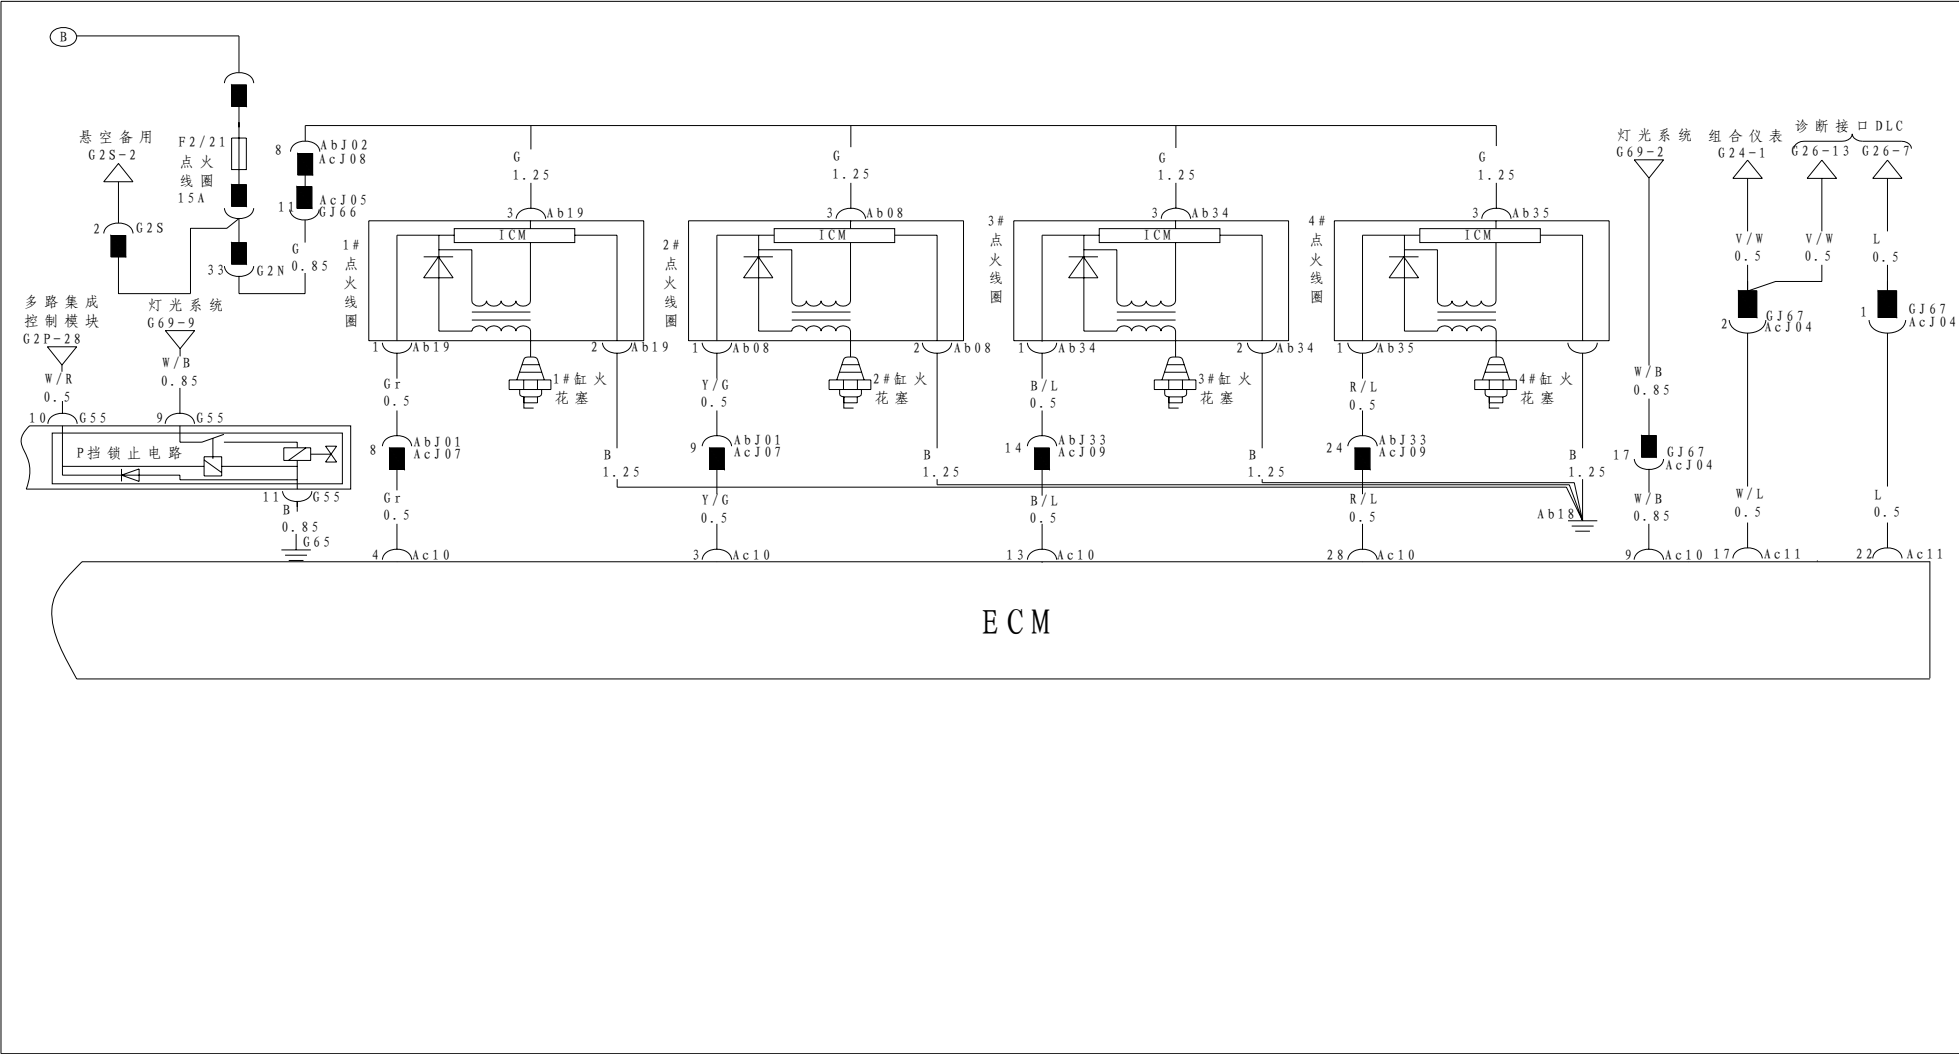 B
悬空备用
G2S-2
2 G2S
F2/21
点火
线圈
15A
33 G2N
8 AbJ02
AcJ08
11 AcJ05
GJ66
G
0.85
多路集成
控制模块
G2P-28
W/R
0.5
10 G55
灯光系统
G69-9
W/B
0.85
9 G55
P挡锁止电路
11 G55
B
0.85
G65
G
1.25
3 Ab19
ICM
1#
点
火
线
圈
1 Ab19
2 Ab19
1#缸火
花塞
Gr
0.5
8 AbJ01
AcJ07
Gr
0.5
4 Ac10
B
1.25
G
1.25
3 Ab08
ICM
2#
点
火
线
圈
1 Ab08
2 Ab08
2#缸火
花塞
Y/G
0.5
9 AbJ01
AcJ07
Y/G
0.5
3 Ac10
B
1.25
G
1.25
3 Ab34
ICM
3#
点
火
线
圈
1 Ab34
2 Ab34
3#缸火
花塞
B/L
0.5
14 AbJ33
AcJ09
B/L
0.5
13 Ac10
B
1.25
G
1.25
3 Ab35
ICM
4#
点
火
线
圈
1 Ab35
4#缸火
花塞
R/L
0.5
24 AbJ33
AcJ09
R/L
0.5
28 Ac10
B
1.25
Ab18
灯光系统
G69-2
W/B
0.85
17 GJ67
AcJ04
W/B
0.85
9 Ac10
组合仪表
G24-1
V/W
0.5
诊断接口DLC
G26-13
G26-7
V/W
0.5
2 GJ67
AcJ04
W/L
0.5
17 Ac11
L
0.5
1 GJ67
AcJ04
L
0.5
22 Ac11
ECM